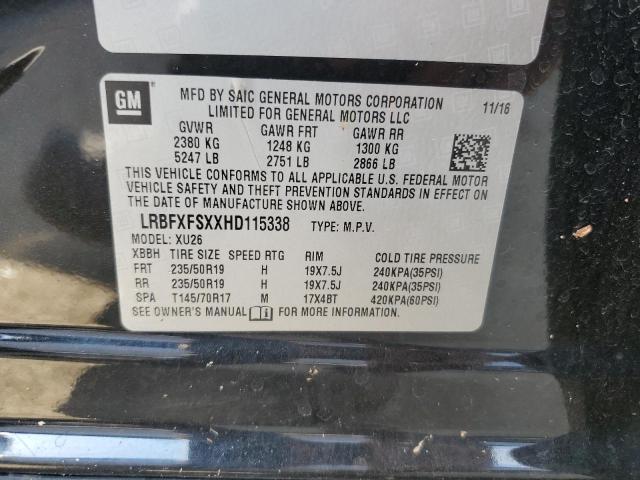 GM
MFD BY SAIC GENERAL MOTORS CORPORATION
LIMITED FOR GENERAL MOTORS LLC
11/16
GVWR GAWR FRT GAWR RR
2380 KG 1248 KG 1300 KG
5247 LB 2751 LB 2866 LB
THIS VEHICLE CONFORMS TO ALL APPLICABLE U.S. FEDERAL MOTOR
VEHICLE SAFETY AND THEFT PREVENTION STANDARDS IN EFFECT ON
THE DATE OF MANUFACTURE SHOWN ABOVE.
LRBFXFSXXHD115338 TYPE: M.P.V.
MODEL: XU26
XBBH TIRE SIZE SPEED RTG RIM COLD TIRE PRESSURE
FRT 235/50R19 H 19X7.5J 240KPA(35PSI)
RR 235/50R19 H 19X7.5J 240KPA(35PSI)
SPA T145/70R17 M 17X4BT 420KPA(60PSI)
SEE OWNER'S MANUAL FOR MORE INFORMATION.